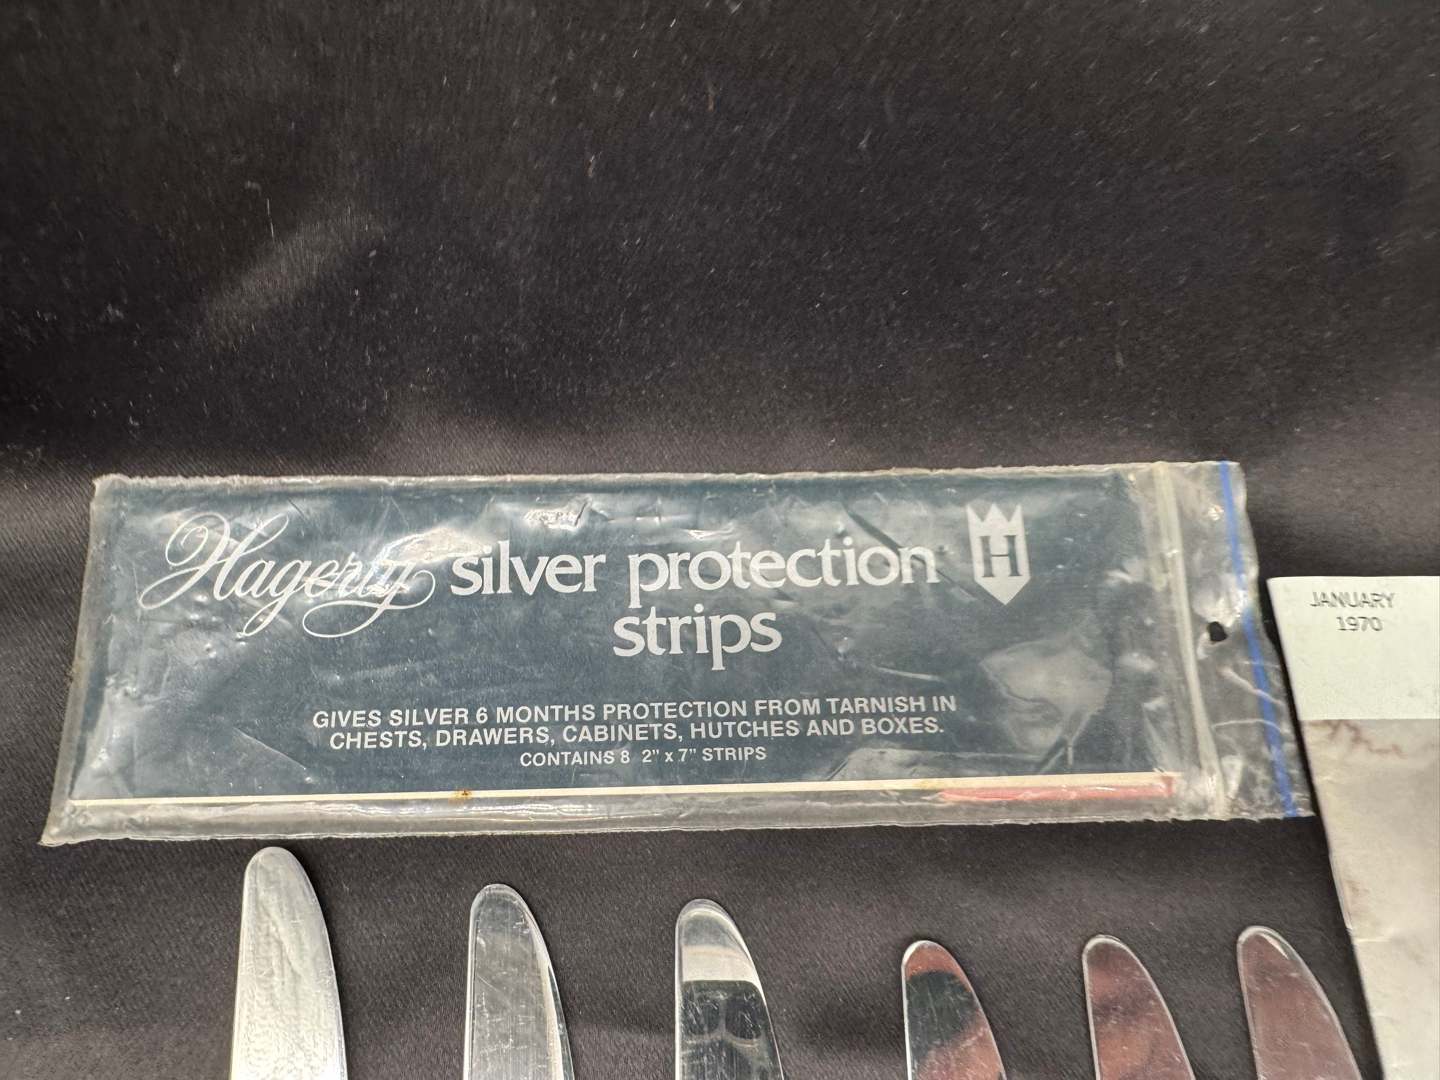 Hagerty silver protection H
strips
GIVES SILVER 6 MONTHS PROTECTION FROM TARNISH IN
CHESTS, DRAWERS, CABINETS, HUTCHES AND BOXES.
CONTAINS 8 2" x 7" STRIPS
JANUARY
1970